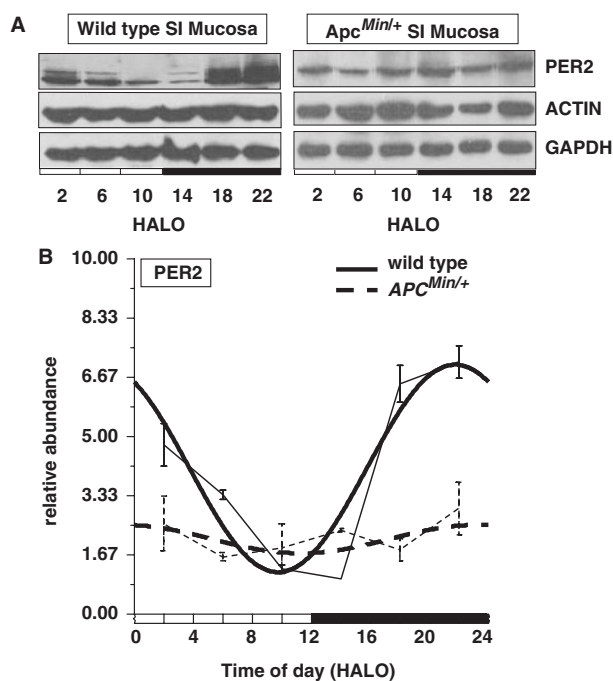 A
Wild type SI Mucosa
Apc^Min/+ SI Mucosa
PER2
ACTIN
GAPDH
2 6 10 14 18 22
2 6 10 14 18 22
HALO
HALO
B
PER2
wild type
APC^Min/+
relative abundance
10.00
8.33
6.67
5.00
3.33
1.67
0.00
0 4 8 12 16 20 24
Time of day (HALO)